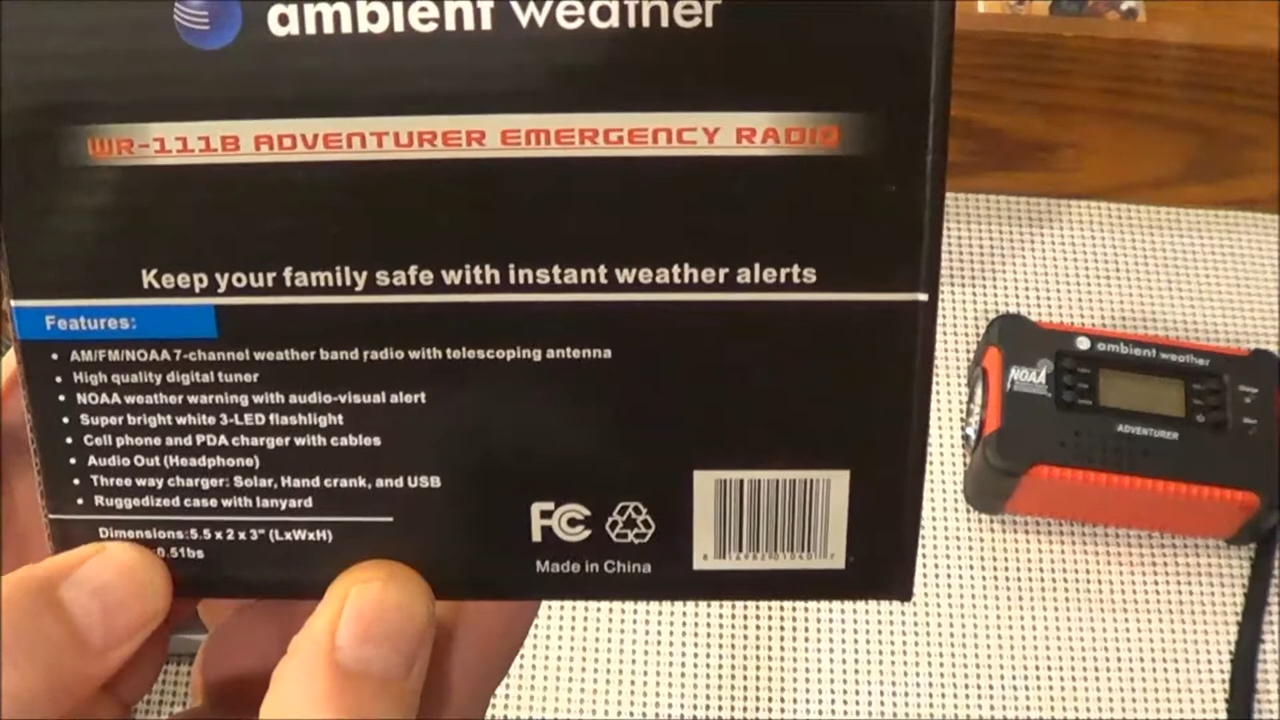 ambient weather
WR-111B ADVENTURER EMERGENCY RADIO
Keep your family safe with instant weather alerts
Features:
• AM/FM/NOAA 7-channel weather band radio with telescoping antenna
• High quality digital tuner
• NOAA weather warning with audio-visual alert
• Super bright white 3-LED flashlight
• Cell phone and PDA charger with cables
• Audio Out (Headphone)
• Three way charger: Solar, Hand crank, and USB
• Ruggedized case with lanyard
Dimensions:5.5 x 2 x 3" (LxWxH)
0.51bs
FC
Made in China
ambient weather
NOAA
ADVENTURER